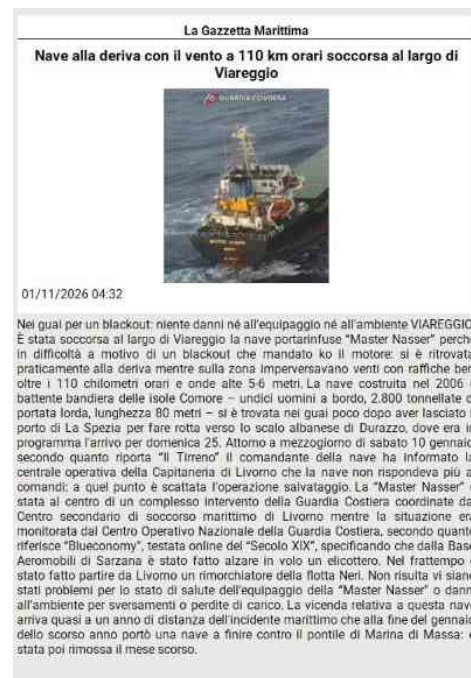 La Gazzetta Marittima
Nave alla deriva con il vento a 110 km orari soccorsa al largo di
Viareggio
GUARDIA COSTIERA
01/11/2026 04:32
Nei guai per un blackout: niente danni né all'equipaggio né all'ambiente VIAREGGIO.
È stata soccorsa al largo di Viareggio la nave portarinfuse "Master Nasser" perch
in difficoltà a motivo di un blackout che mandato ko il motore: si è ritrovata
praticamente alla deriva mentre sulla zona imperversavano venti con raffiche ben
oltre i 110 chilometri orari e onde alte 5-6 metri. La nave costruita nel 2006
battente bandiera delle isole Comore – undici uomini a bordo, 2.800 tonnellate d
portata lorda, lunghezza 80 metri – si è trovata nei guai poco dopo aver lasciato
porto di La Spezia per fare rotta verso lo scalo albanese di Durazzo, dove era i
programma l'arrivo per domenica 25. Attorno a mezzogiorno di sabato 10 gennaio
secondo quanto riporta "Il Tirreno" il comandante della nave ha informato la
centrale operativa della Capitaneria di Livorno che la nave non rispondeva più a
comandi: a quel punto è scattata l'operazione salvataggio. La "Master Nasser"
stata al centro di un complesso intervento della Guardia Costiera coordinate da
Centro secondario di soccorso marittimo di Livorno mentre la situazione era
monitorata dal Centro Operativo Nazionale della Guardia Costiera, secondo quanto
riferisce "Blueconomy", testata online del "Secolo XIX", specificando che dalla Base
Aeromobili di Sarzana è stato fatto alzare in volo un elicottero. Nel frattempo
stato fatto partire da Livorno un rimorchiatore della flotta Neri. Non risulta vi sian
stati problemi per lo stato di salute dell'equipaggio della "Master Nasser" o dann
all'ambiente per sversamenti o perdite di carico. La vicenda relativa a questa nav
arriva quasi a un anno di distanza dell'incidente marittimo che alla fine del gennaio
dello scorso anno portò una nave a finire contro il pontile di Marina di Massa:
stata poi rimossa il mese scorso.